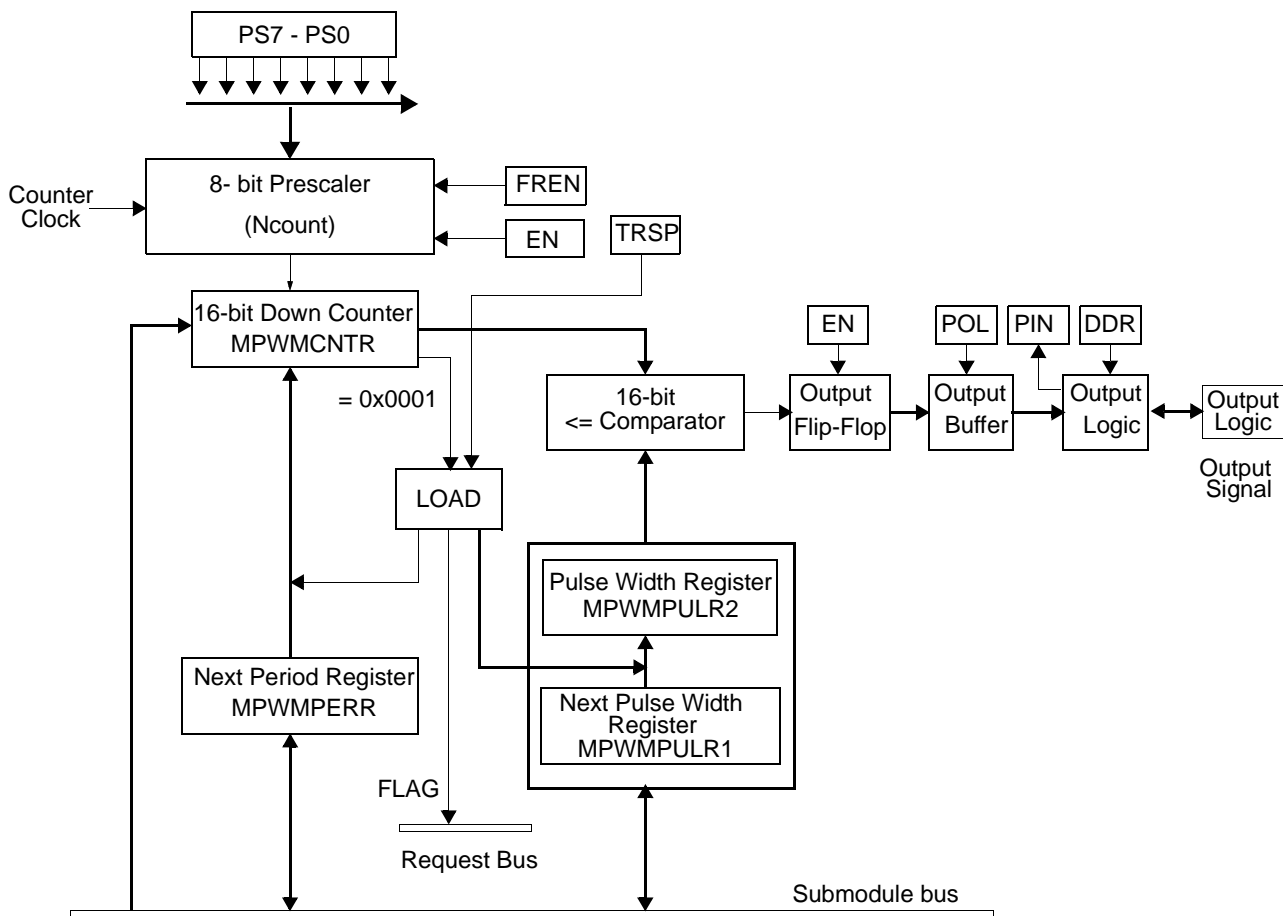 PS7 - PS0
8- bit Prescaler
(Ncount)
Counter
Clock
FREN
EN
TRSP
16-bit Down Counter
MPWMCNTR
= 0x0001
LOAD
16-bit
<= Comparator
EN
POL
PIN
DDR
Output
Flip-Flop
Output
Buffer
Output
Logic
Output
Logic
Output
Signal
Pulse Width Register
MPWMPULR2
Next Period Register
MPWMPERR
Next Pulse Width
Register
MPWMPULR1
FLAG
Request Bus
Submodule bus